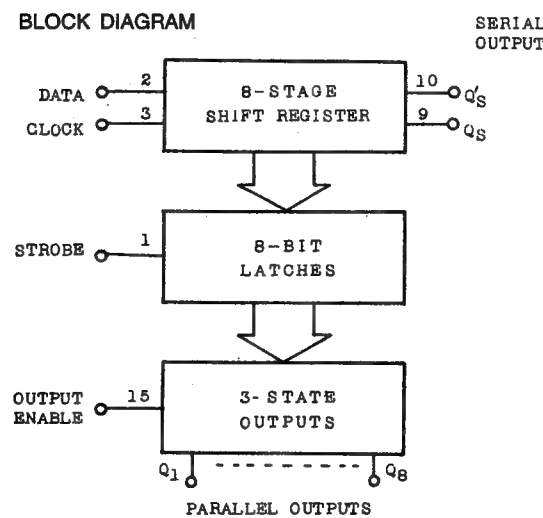 BLOCK DIAGRAM
SERIAL
OUTPUT
DATA 2 8-STAGE 10 Q'S
CLOCK 3 SHIFT REGISTER 9 QS
STROBE 1 8-BIT
LATCHES
OUTPUT 15 3-STATE
ENABLE OUTPUTS
Q1 Q8
PARALLEL OUTPUTS